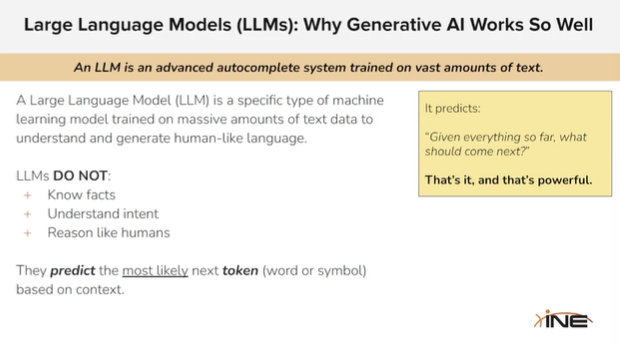 Large Language Models (LLMs): Why Generative AI Works So Well
An LLM is an advanced autocomplete system trained on vast amounts of text.
A Large Language Model (LLM) is a specific type of machine
learning model trained on massive amounts of text data to
understand and generate human-like language.
LLMs DO NOT:
+ Know facts
+ Understand intent
+ Reason like humans
They predict the most likely next token (word or symbol)
based on context.
It predicts:
“Given everything so far, what
should come next?”
That’s it, and that’s powerful.
INE